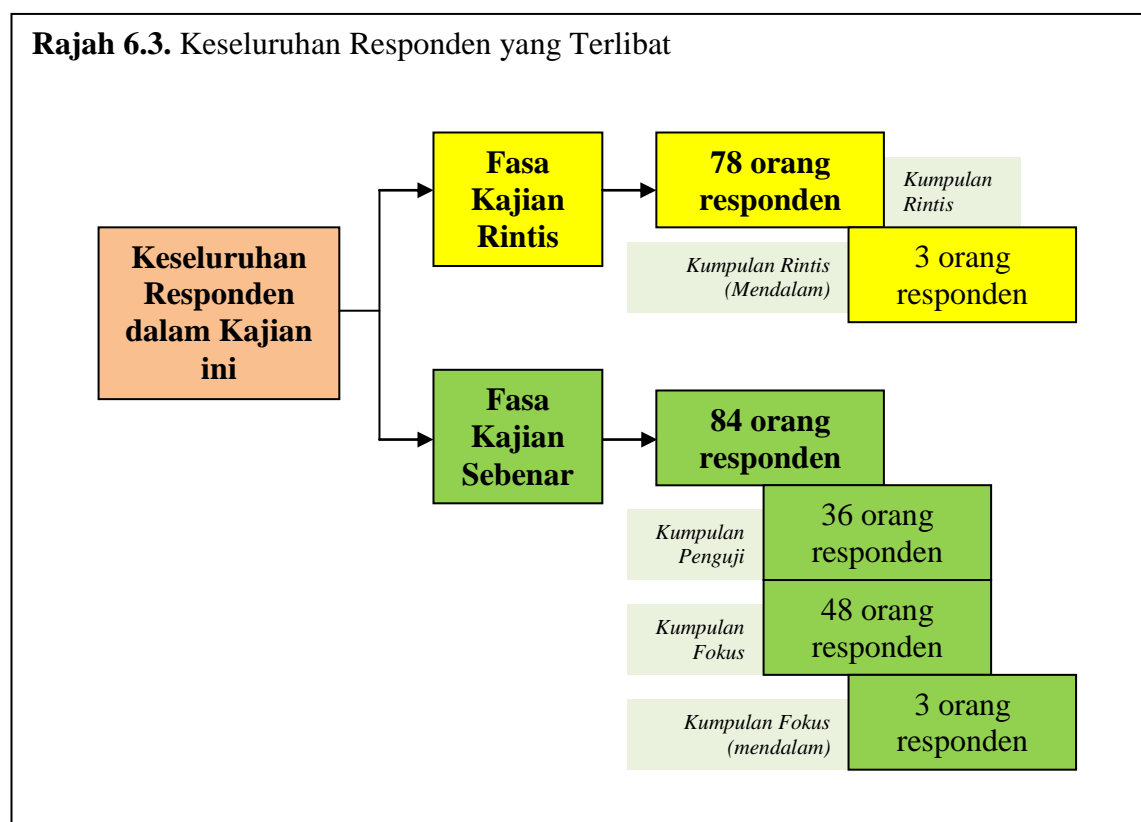 Rajah 6.3. Keseluruhan Responden yang Terlibat
Keseluruhan
Responden
dalam Kajian
ini
Fasa
Kajian
Rintis
78 orang
responden
Kumpulan
Rintis
Kumpulan Rintis
(Mendalam)
3 orang
responden
Fasa
Kajian
Sebenar
84 orang
responden
Kumpulan
Penguji
36 orang
responden
Kumpulan
Fokus
48 orang
responden
Kumpulan Fokus
(mendalam)
3 orang
responden